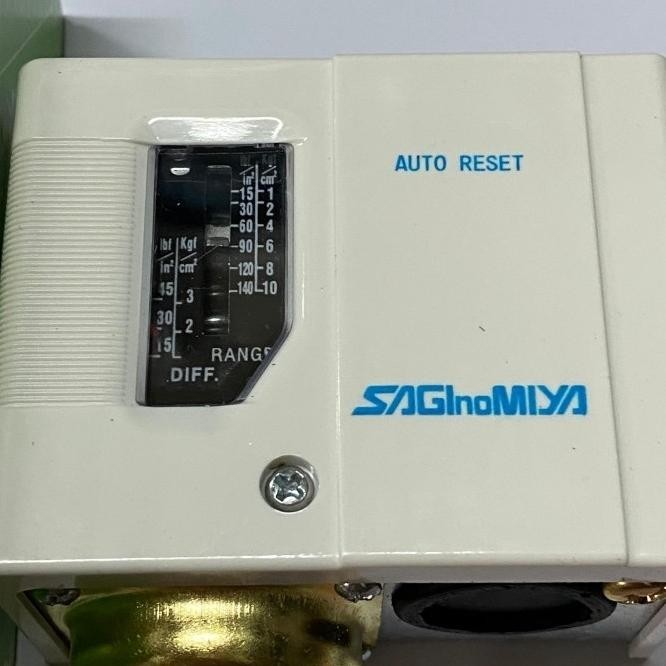 AUTO RESET
lbf Kgf
in² cm²
15 1
30 2
60 4
90 6
120 8
140 10
lbf Kgf
in² cm²
45 3
30 2
15
RANGE
DIFF.
SAGInoMIYA